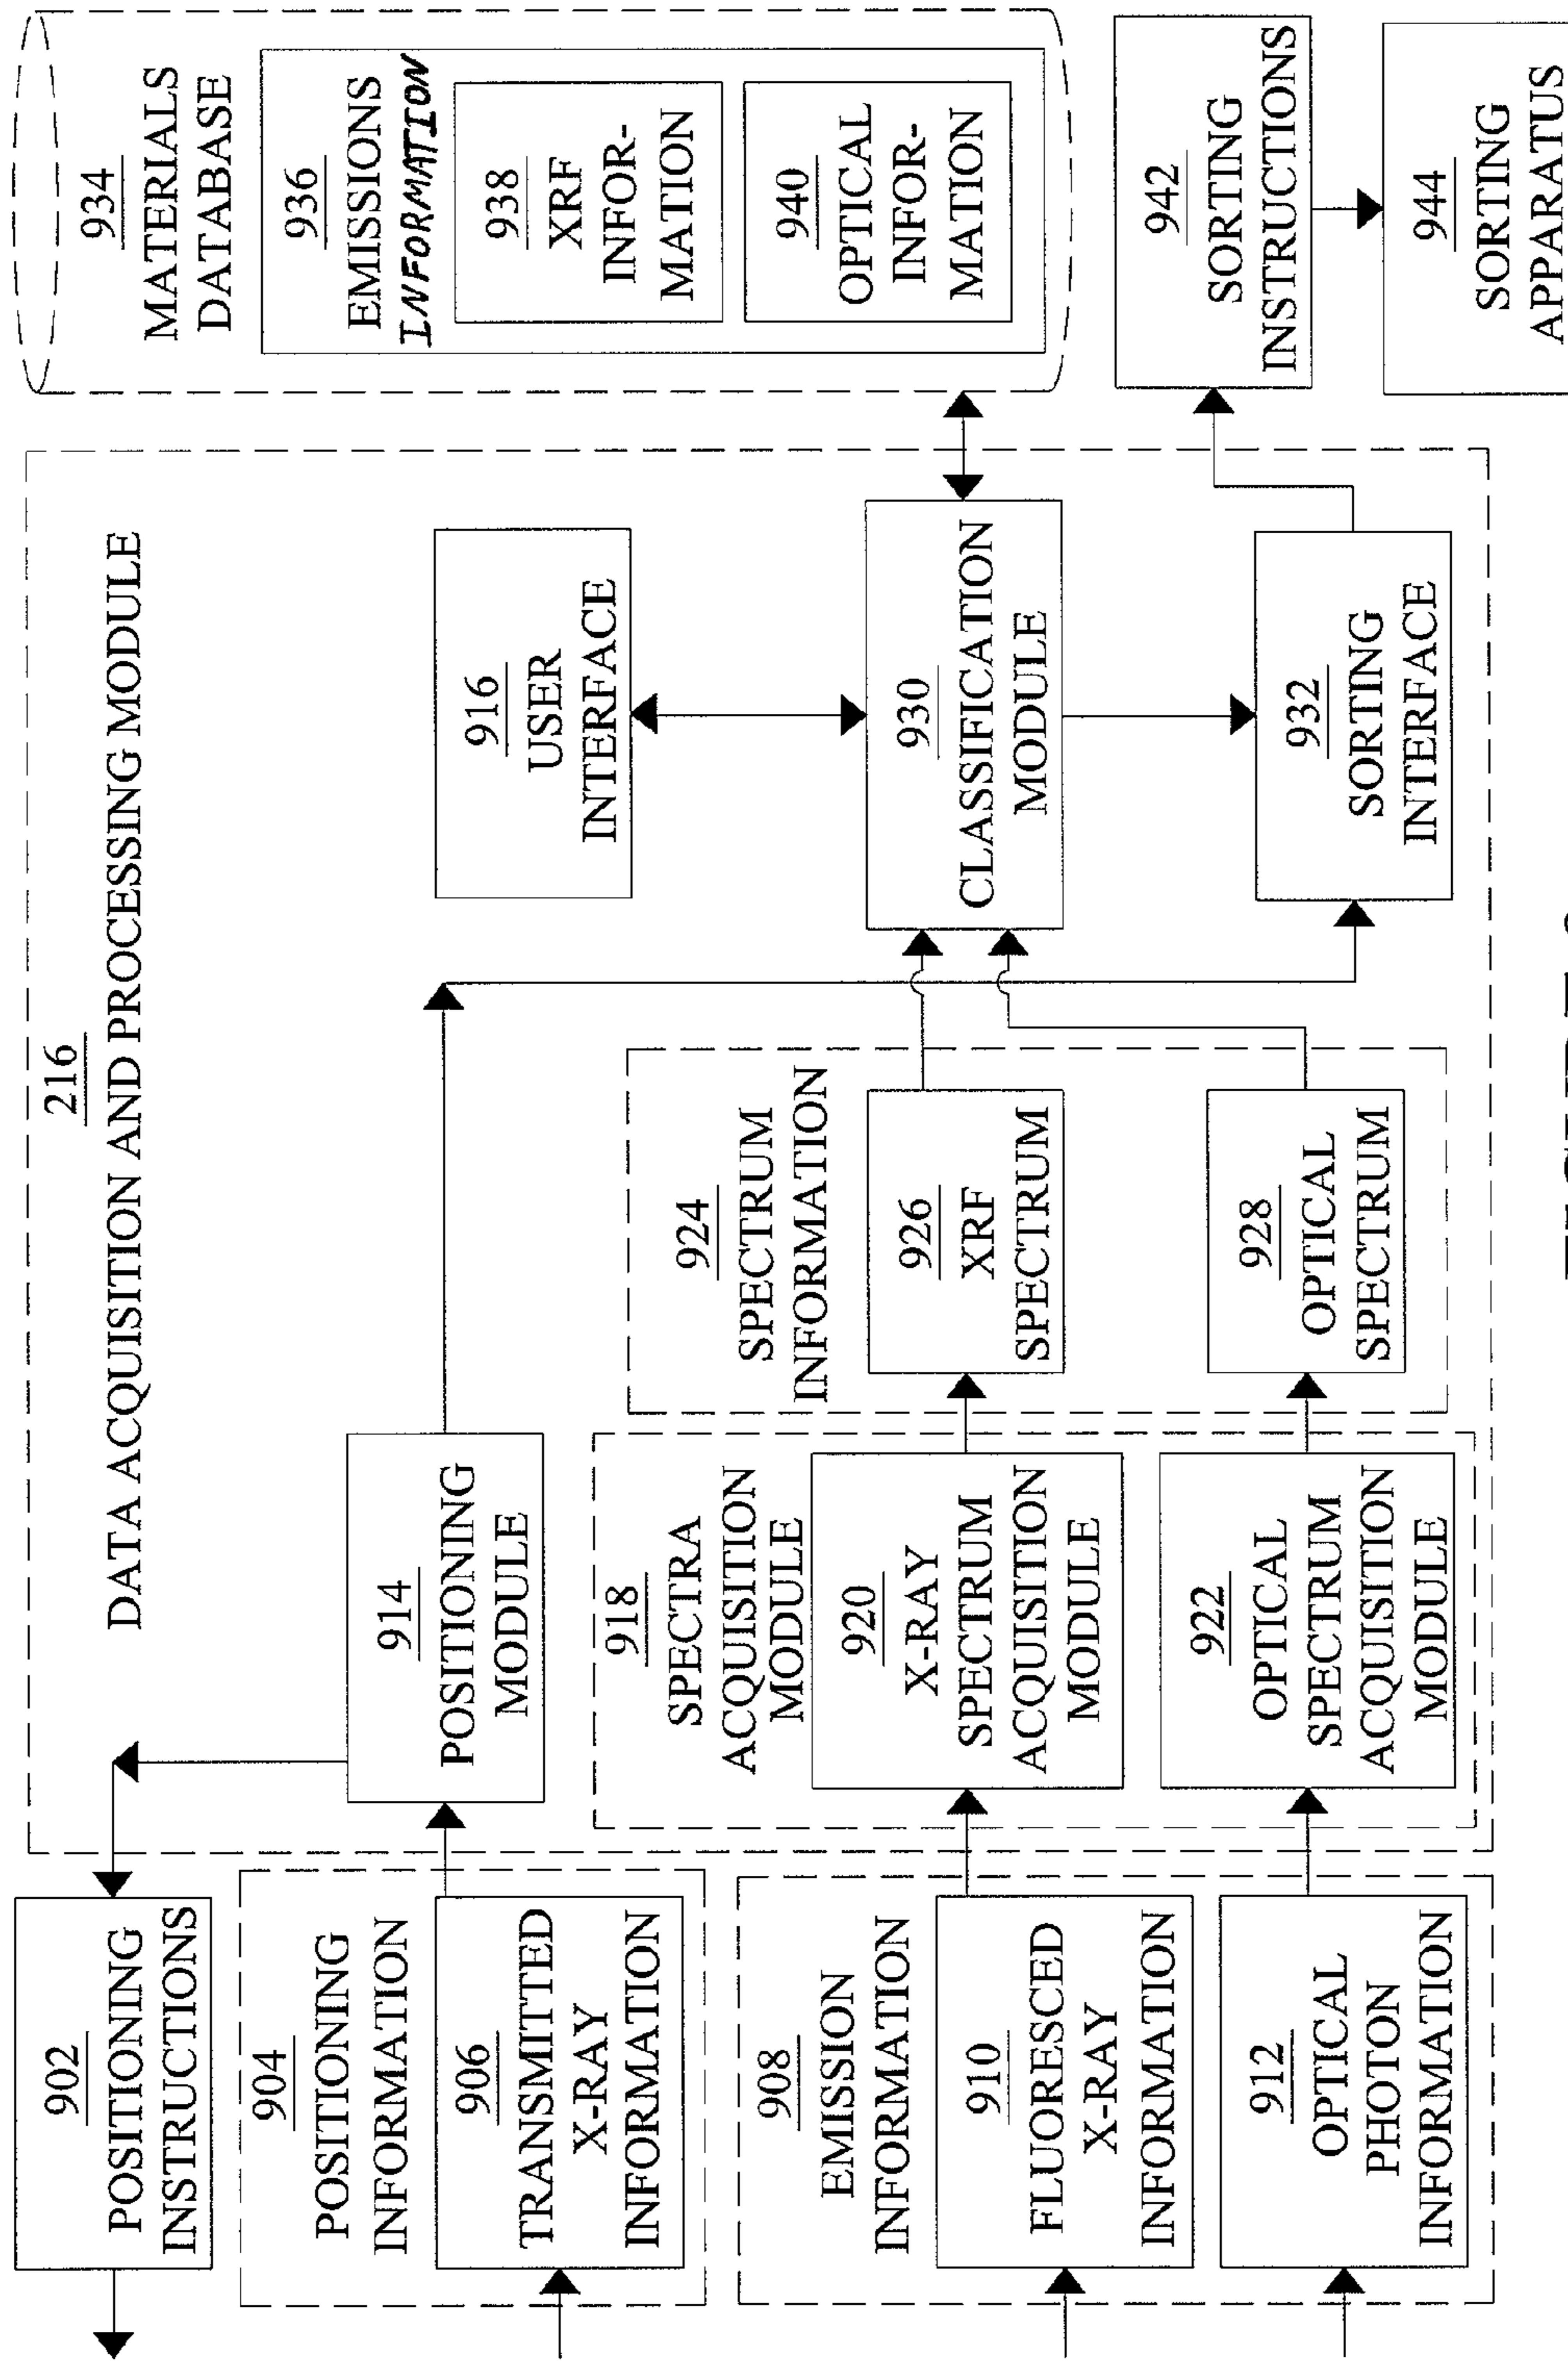 216
DATA ACQUISITION AND PROCESSING MODULE
902
POSITIONING
INSTRUCTIONS
904
POSITIONING
INFORMATION
906
TRANSMITTED
X-RAY
INFORMATION
908
EMISSION
INFORMATION
910
FLUORESCED
X-RAY
INFORMATION
912
OPTICAL
PHOTON
INFORMATION
914
POSITIONING
MODULE
918
SPECTRA
ACQUISITION
MODULE
920
X-RAY
SPECTRUM
ACQUISITION
MODULE
922
OPTICAL
SPECTRUM
ACQUISITION
MODULE
924
SPECTRUM
INFORMATION
926
XRF
SPECTRUM
928
OPTICAL
SPECTRUM
916
USER
INTERFACE
930
CLASSIFICATION
MODULE
932
SORTING
INTERFACE
934
MATERIALS
DATABASE
936
EMISSIONS
INFORMATION
938
XRF
INFOR-
MATION
940
OPTICAL
INFOR-
MATION
942
SORTING
INSTRUCTIONS
944
SORTING
APPARATUS